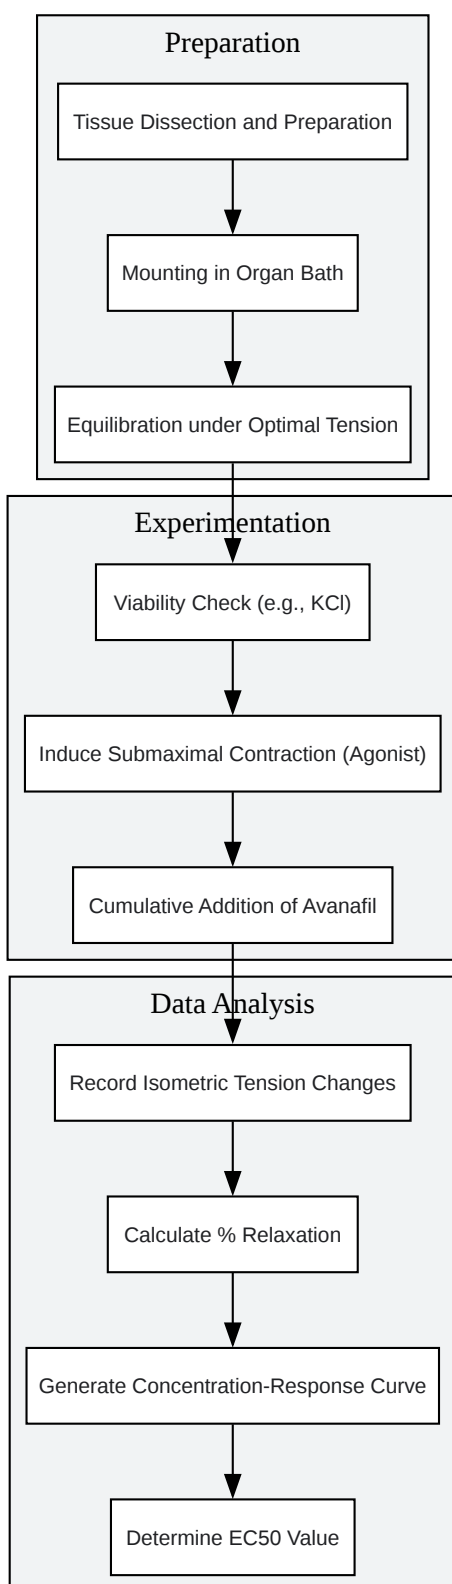 Preparation
Tissue Dissection and Preparation
Mounting in Organ Bath
Equilibration under Optimal Tension
Experimentation
Viability Check (e.g., KCl)
Induce Submaximal Contraction (Agonist)
Cumulative Addition of Avanafil
Data Analysis
Record Isometric Tension Changes
Calculate % Relaxation
Generate Concentration-Response Curve
Determine EC50 Value